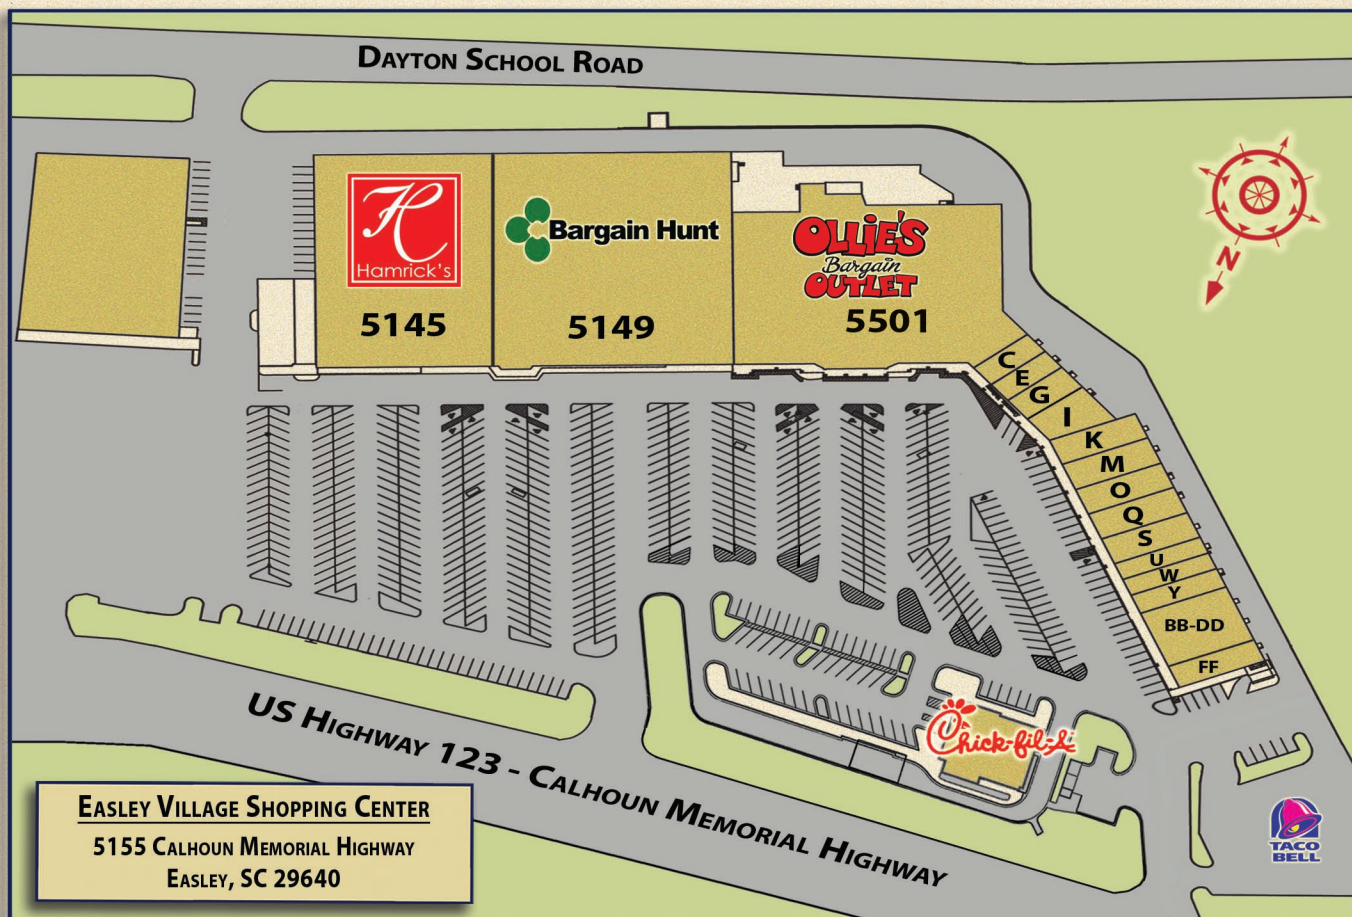 DAYTON SCHOOL ROAD
H
Hamrick's
5145
Bargain Hunt
5149
OLLIE'S
Bargain
OUTLET
5501
N
C
E
G
I
K
M
O
Q
S
U
W
Y
BB-DD
FF
Chick-fil-A
US HIGHWAY 123 - CALHOUN MEMORIAL HIGHWAY
TACO
BELL
EASLEY VILLAGE SHOPPING CENTER
5155 CALHOUN MEMORIAL HIGHWAY
EASLEY, SC 29640